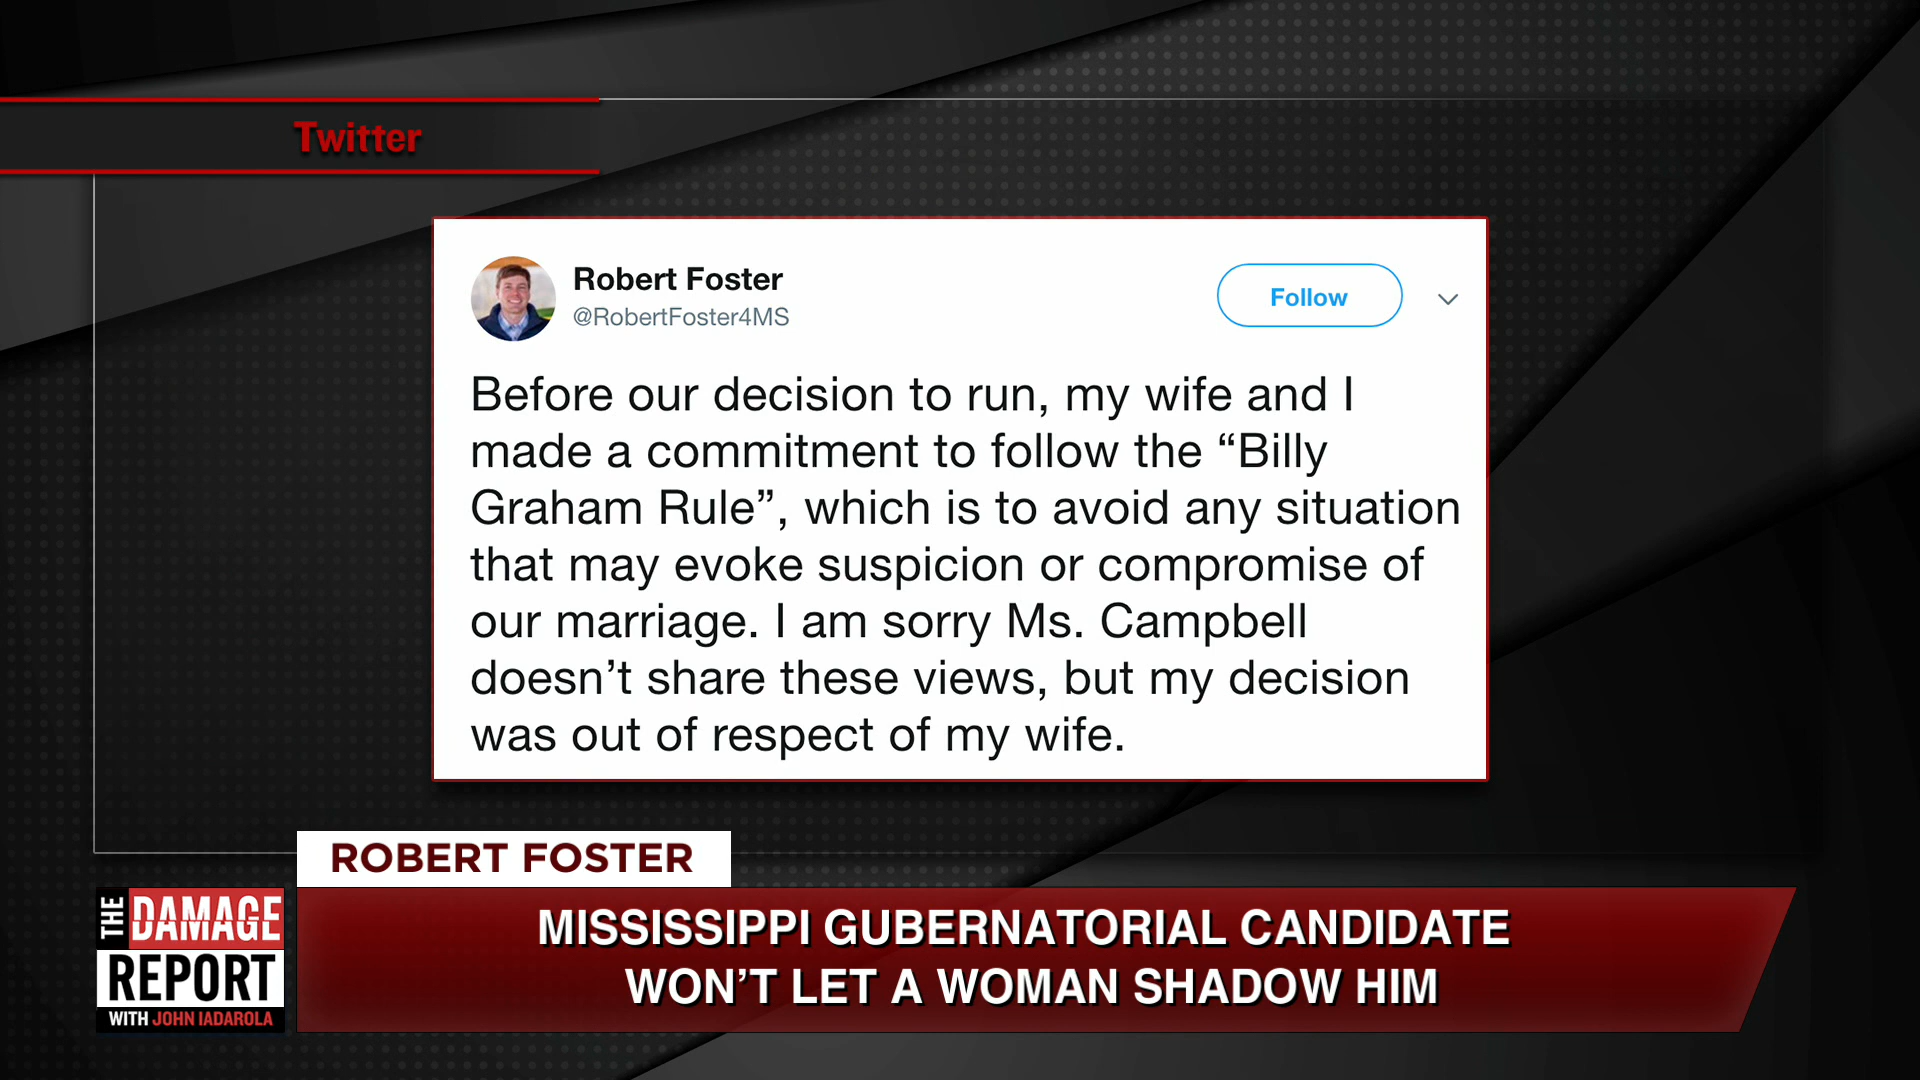 Twitter
Robert Foster
@RobertFoster4MS
Follow
Before our decision to run, my wife and I
made a commitment to follow the “Billy
Graham Rule”, which is to avoid any situation
that may evoke suspicion or compromise of
our marriage. I am sorry Ms. Campbell
doesn’t share these views, but my decision
was out of respect of my wife.
ROBERT FOSTER
THE DAMAGE
REPORT
WITH JOHN IADAROLA
MISSISSIPPI GUBERNATORIAL CANDIDATE
WON’T LET A WOMAN SHADOW HIM